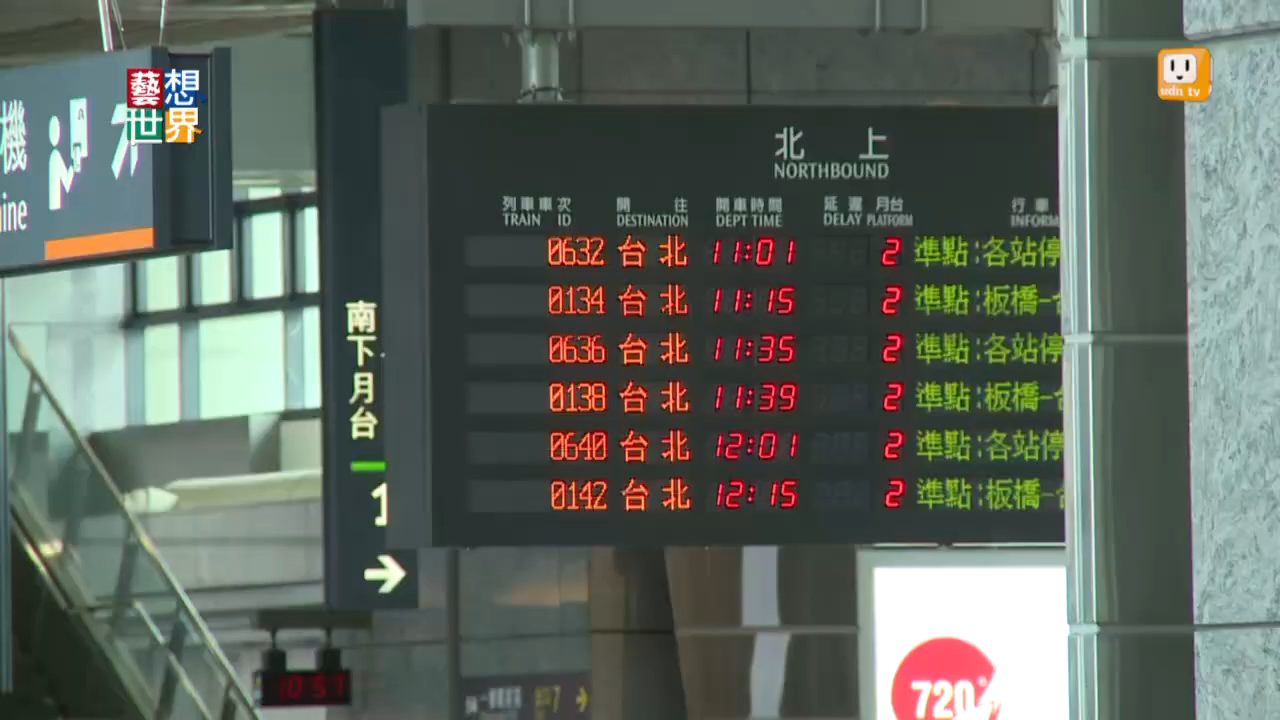 藝想
世界
udn tv
機
ine
北上
NORTHBOUND
列車車次 開往 開車時間 延遲 月台 行車
TRAIN ID DESTINATION DEPT TIME DELAY PLATFORM INFORM
0632 台北 11:01 2 準點:各站停
0134 台北 11:15 2 準點:板橋-台
0636 台北 11:35 2 準點:各站停
0138 台北 11:39 2 準點:板橋-台
0640 台北 12:01 2 準點:各站停
0142 台北 12:15 2 準點:板橋-台
南下月台
1
10:57
720